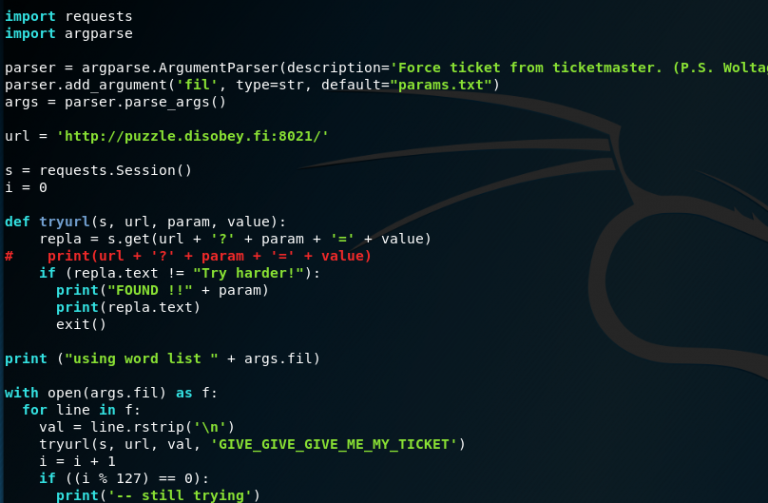 import requests
import argparse

parser = argparse.ArgumentParser(description='Force ticket from ticketmaster. (P.S. Woltag
parser.add_argument('fil', type=str, default="params.txt")
args = parser.parse_args()

url = 'http://puzzle.disobey.fi:8021/'

s = requests.Session()
i = 0

def tryurl(s, url, param, value):
    repla = s.get(url + '?' + param + '=' + value)
#    print(url + '?' + param + '=' + value)
    if (repla.text != "Try harder!"):
      print("FOUND !!" + param)
      print(repla.text)
      exit()

print ("using word list " + args.fil)

with open(args.fil) as f:
  for line in f:
    val = line.rstrip('\n')
    tryurl(s, url, val, 'GIVE_GIVE_GIVE_ME_MY_TICKET')
    i = i + 1
    if ((i % 127) == 0):
      print('-- still trying')